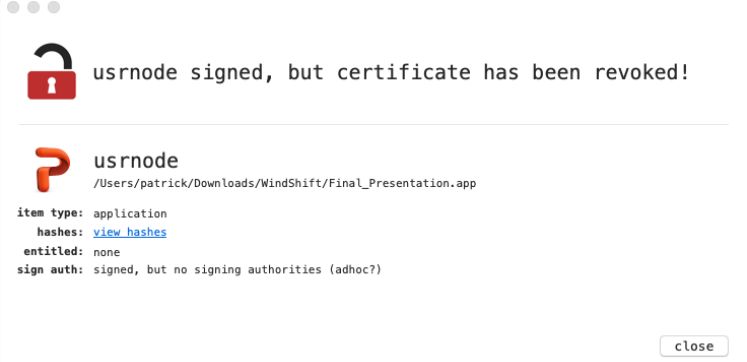 usrnode signed, but certificate has been revoked!
usrnode
/Users/patrick/Downloads/WindShift/Final_Presentation.app
item type: application
hashes: view hashes
entitled: none
sign auth: signed, but no signing authorities (adhoc?)
close